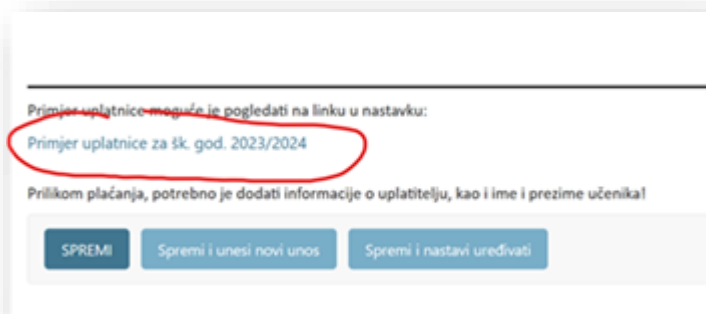 Primjer uplatnice moguće je pogledati na linku u nastavku:
Primjer uplatnice za šk. god. 2023/2024
Prilikom plaćanja, potrebno je dodati informacije o uplatitelju, kao i ime i prezime učenika!
SPREMI
Spremi i unesi novi unos
Spremi i nastavi uređivati